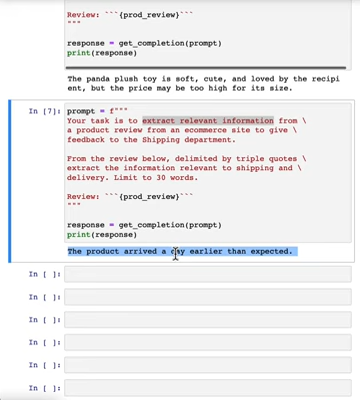 Review: ```{prod_review}```
"""
response = get_completion(prompt)
print(response)
The panda plush toy is soft, cute, and loved by the recipi
ent, but the price may be too high for its size.
In [7]:
prompt = f"""
Your task is to extract relevant information from \
a product review from an ecommerce site to give \
feedback to the Shipping department.
From the review below, delimited by triple quotes \
extract the information relevant to shipping and \
delivery. Limit to 30 words.
Review: ```{prod_review}```
"""
response = get_completion(prompt)
print(response)
The product arrived a day earlier than expected.
In [ ]:
In [ ]:
In [ ]:
In [ ]:
In [ ]:
In [ ]: